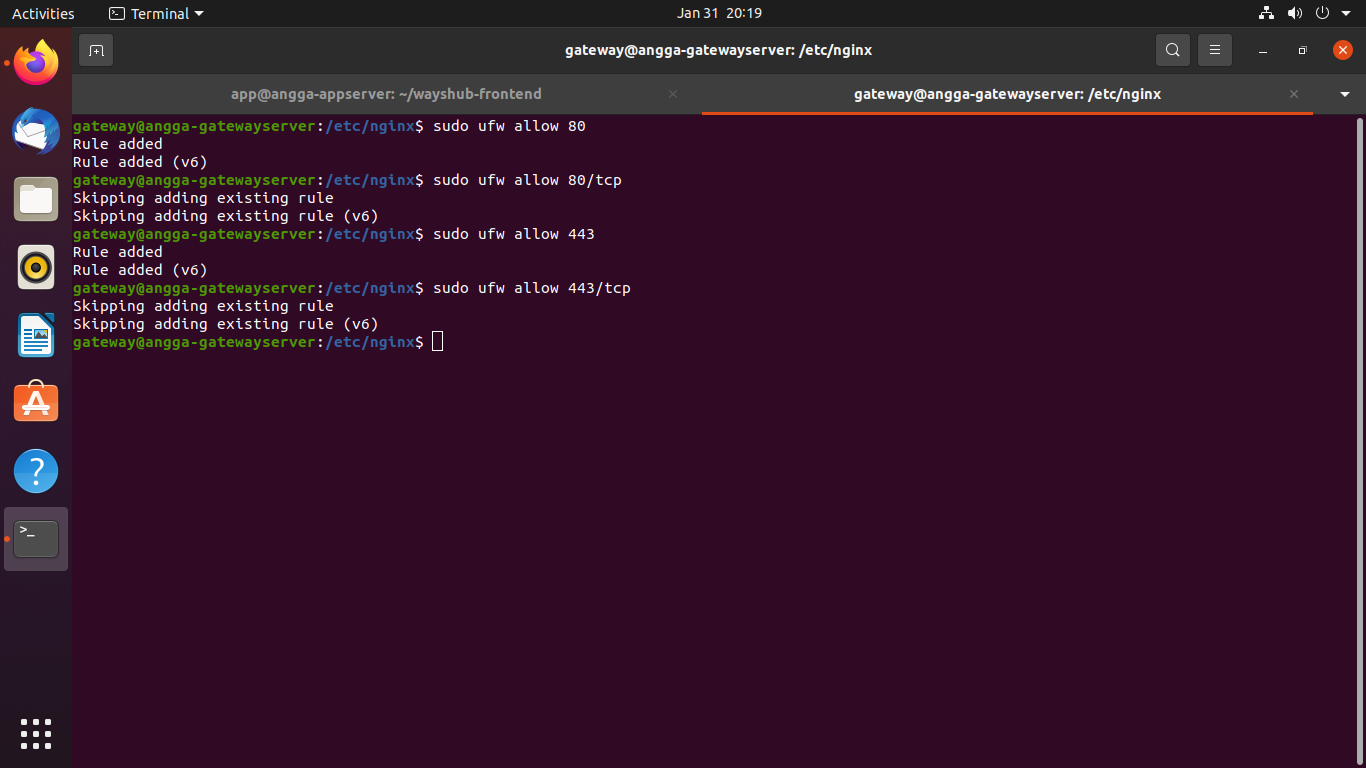 Activities
Terminal
Jan 31 20:19
gateway@angga-gatewayserver: /etc/nginx
app@angga-appserver: ~/wayshub-frontend
gateway@angga-gatewayserver: /etc/nginx
gateway@angga-gatewayserver:/etc/nginx$ sudo ufw allow 80
Rule added
Rule added (v6)
gateway@angga-gatewayserver:/etc/nginx$ sudo ufw allow 80/tcp
Skipping adding existing rule
Skipping adding existing rule (v6)
gateway@angga-gatewayserver:/etc/nginx$ sudo ufw allow 443
Rule added
Rule added (v6)
gateway@angga-gatewayserver:/etc/nginx$ sudo ufw allow 443/tcp
Skipping adding existing rule
Skipping adding existing rule (v6)
gateway@angga-gatewayserver:/etc/nginx$